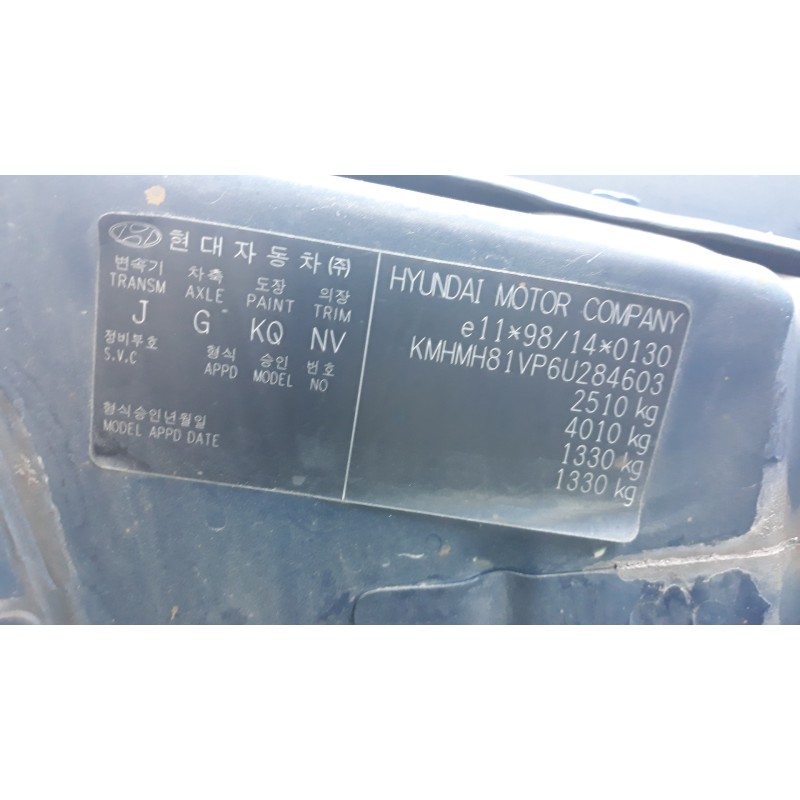 현대자동차(주)
변속기 차축 도장 의장
TRANSM AXLE PAINT TRIM
J G KQ NV
정비부호 형식 승인 번호
S.V.C APPD MODEL NO
형식승인년월일
MODEL APPD DATE
HYUNDAI MOTOR COMPANY
e11*98/14*0130
KMHMH81VP6U284603
2510 kg
4010 kg
1330 kg
1330 kg